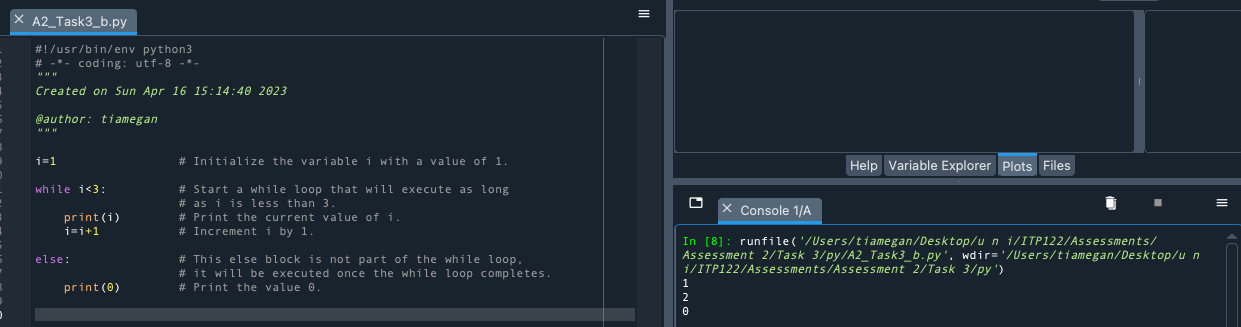 A2_Task3_b.py
#!/usr/bin/env python3
# -*- coding: utf-8 -*-
"""
Created on Sun Apr 16 15:14:40 2023
@author: tiamegan
"""
i=1 # Initialize the variable i with a value of 1.
while i<3: # Start a while loop that will execute as long
# as i is less than 3.
print(i) # Print the current value of i.
i=i+1 # Increment i by 1.
else: # This else block is not part of the while loop,
# it will be executed once the while loop completes.
print(0) # Print the value 0.
Help Variable Explorer Plots Files
Console 1/A
In [8]: runfile('/Users/tiamegan/Desktop/u n i/ITP122/Assessments/
Assessment 2/Task 3/py/A2_Task3_b.py', wdir='/Users/tiamegan/Desktop/u n
i/ITP122/Assessments/Assessment 2/Task 3/py')
1
2
0